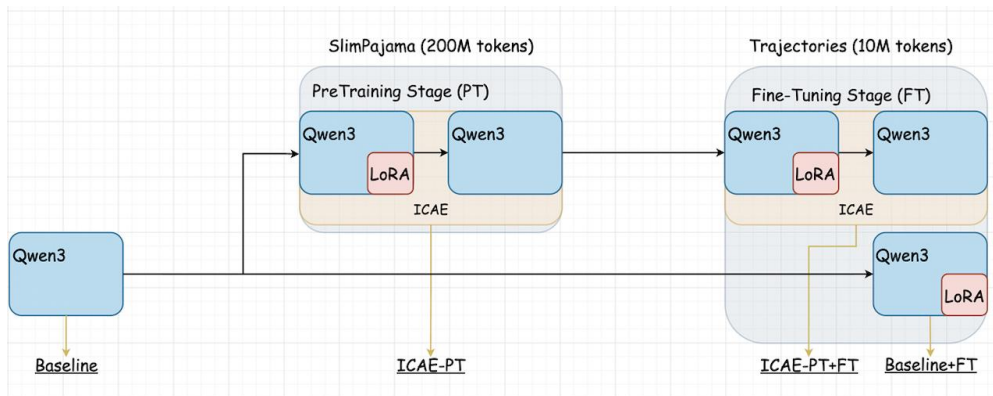 SlimPajama (200M tokens)
Trajectories (10M tokens)
PreTraining Stage (PT)
Fine-Tuning Stage (FT)
Qwen3
Qwen3
Qwen3
Qwen3
LoRA
LoRA
ICAE
ICAE
Qwen3
Qwen3
LoRA
Baseline
ICAE-PT
ICAE-PT+FT
Baseline+FT